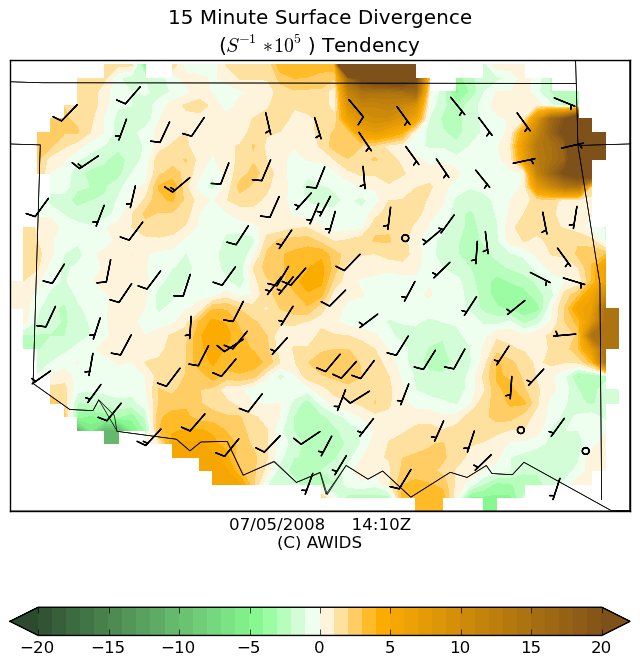 15 Minute Surface Divergence
(S⁻¹ *10⁵ ) Tendency
07/05/2008 14:10Z
(C) AWIDS
−20 −15 −10 −5 0 5 10 15 20